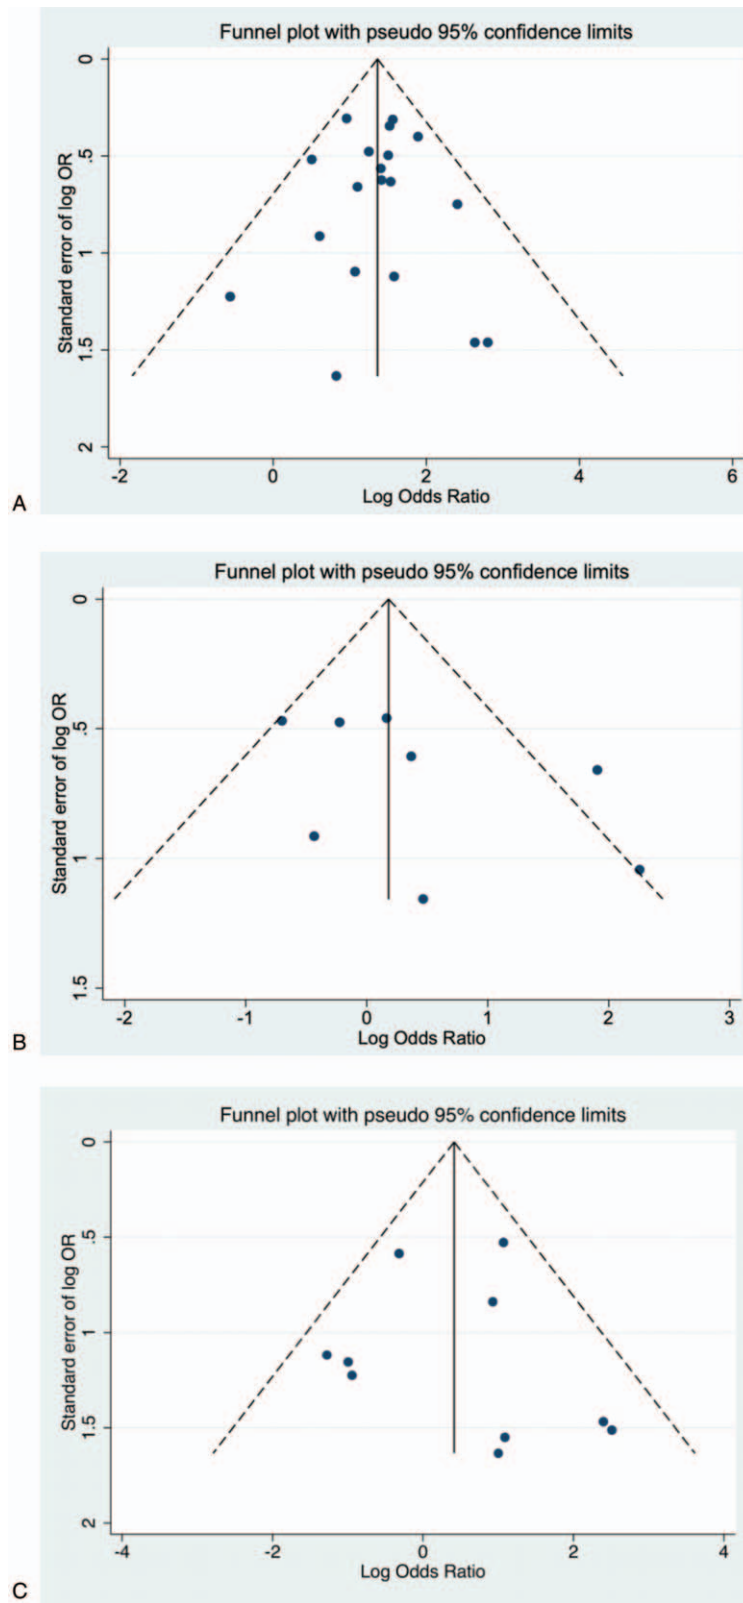 Funnel plot with pseudo 95% confidence limits
0
.5
1
1.5
2
Standard error of log OR
-2 0 2 4 6
Log Odds Ratio
A
Funnel plot with pseudo 95% confidence limits
0
.5
1
1.5
Standard error of log OR
-2 -1 0 1 2 3
Log Odds Ratio
B
Funnel plot with pseudo 95% confidence limits
0
.5
1
1.5
2
Standard error of log OR
-4 -2 0 2 4
Log Odds Ratio
C